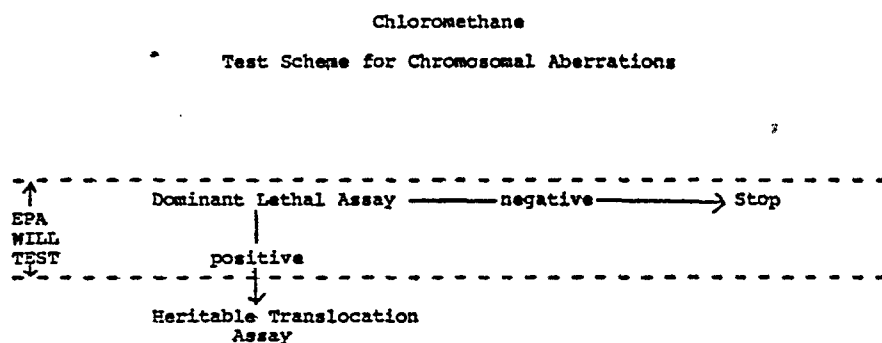 Chloromethane
Test Scheme for Chromosomal Aberrations
EPA
WILL
TEST
Dominant Lethal Assay negative Stop
positive
Heritable Translocation
Assay